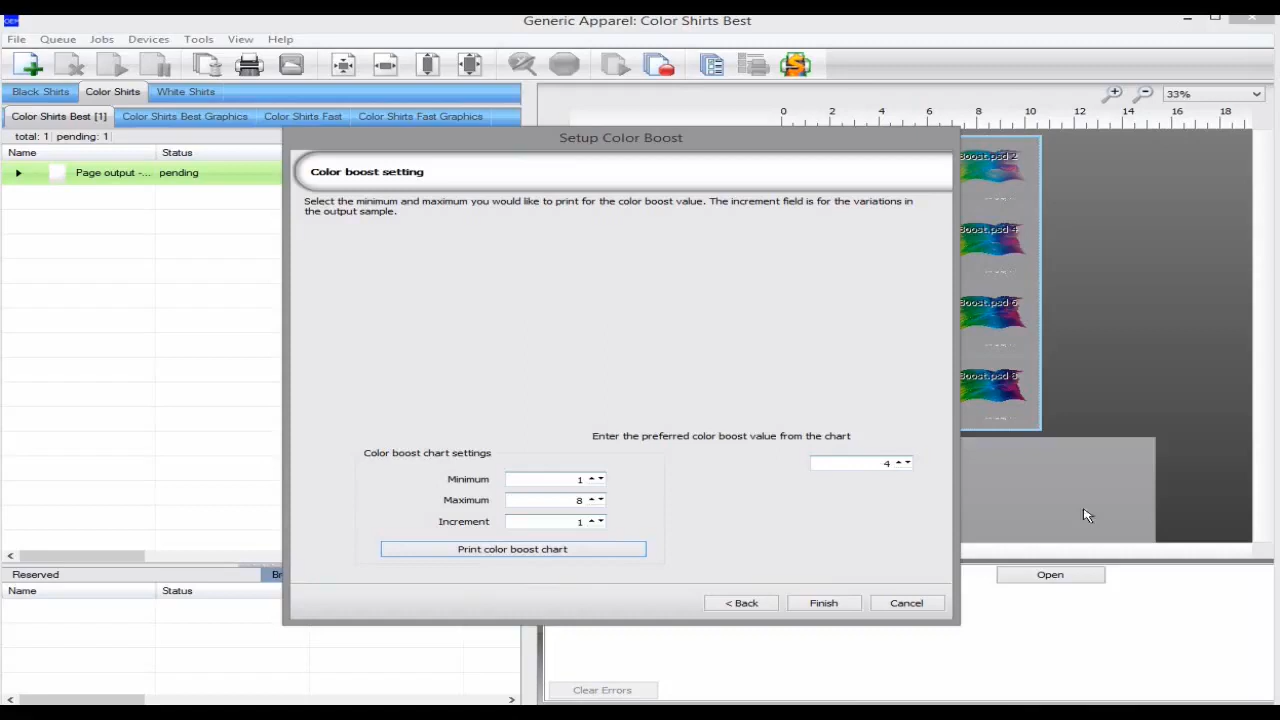 OEM
Generic Apparel: Color Shirts Best
File Queue Jobs Devices Tools View Help
Black Shirts Color Shirts White Shirts
33%
Color Shirts Best [1] Color Shirts Best Graphics Color Shirts Fast Color Shirts Fast Graphics
0 2 4 6 8 10 12 14 16 18
total: 1 pending: 1
Name Status
Page output -... pending
Setup Color Boost
Color boost setting
Select the minimum and maximum you would like to print for the color boost value. The increment field is for the variations in
the output sample.
Boost.psd 2
Boost.psd 4
Boost.psd 6
Boost.psd 8
Enter the preferred color boost value from the chart
4
Color boost chart settings
Minimum 1
Maximum 8
Increment 1
Print color boost chart
< Back Finish Cancel
Reserved
Name Status
Open
Clear Errors